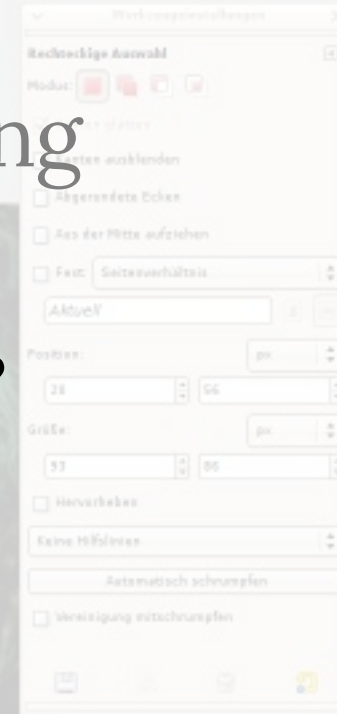 Werkzeugeinstellungen
Rechteckige Auswahl
Modus:
ng
Kanten ausblenden
Abgerundete Ecken
Aus der Mitte aufziehen
Fest: Seitenverhältnis
Aktuell
Position: px
28 56
Größe: px
93 86
Hervorheben
Keine Hilfslinien
Automatisch schrumpfen
Vereinigung mitschrumpfen